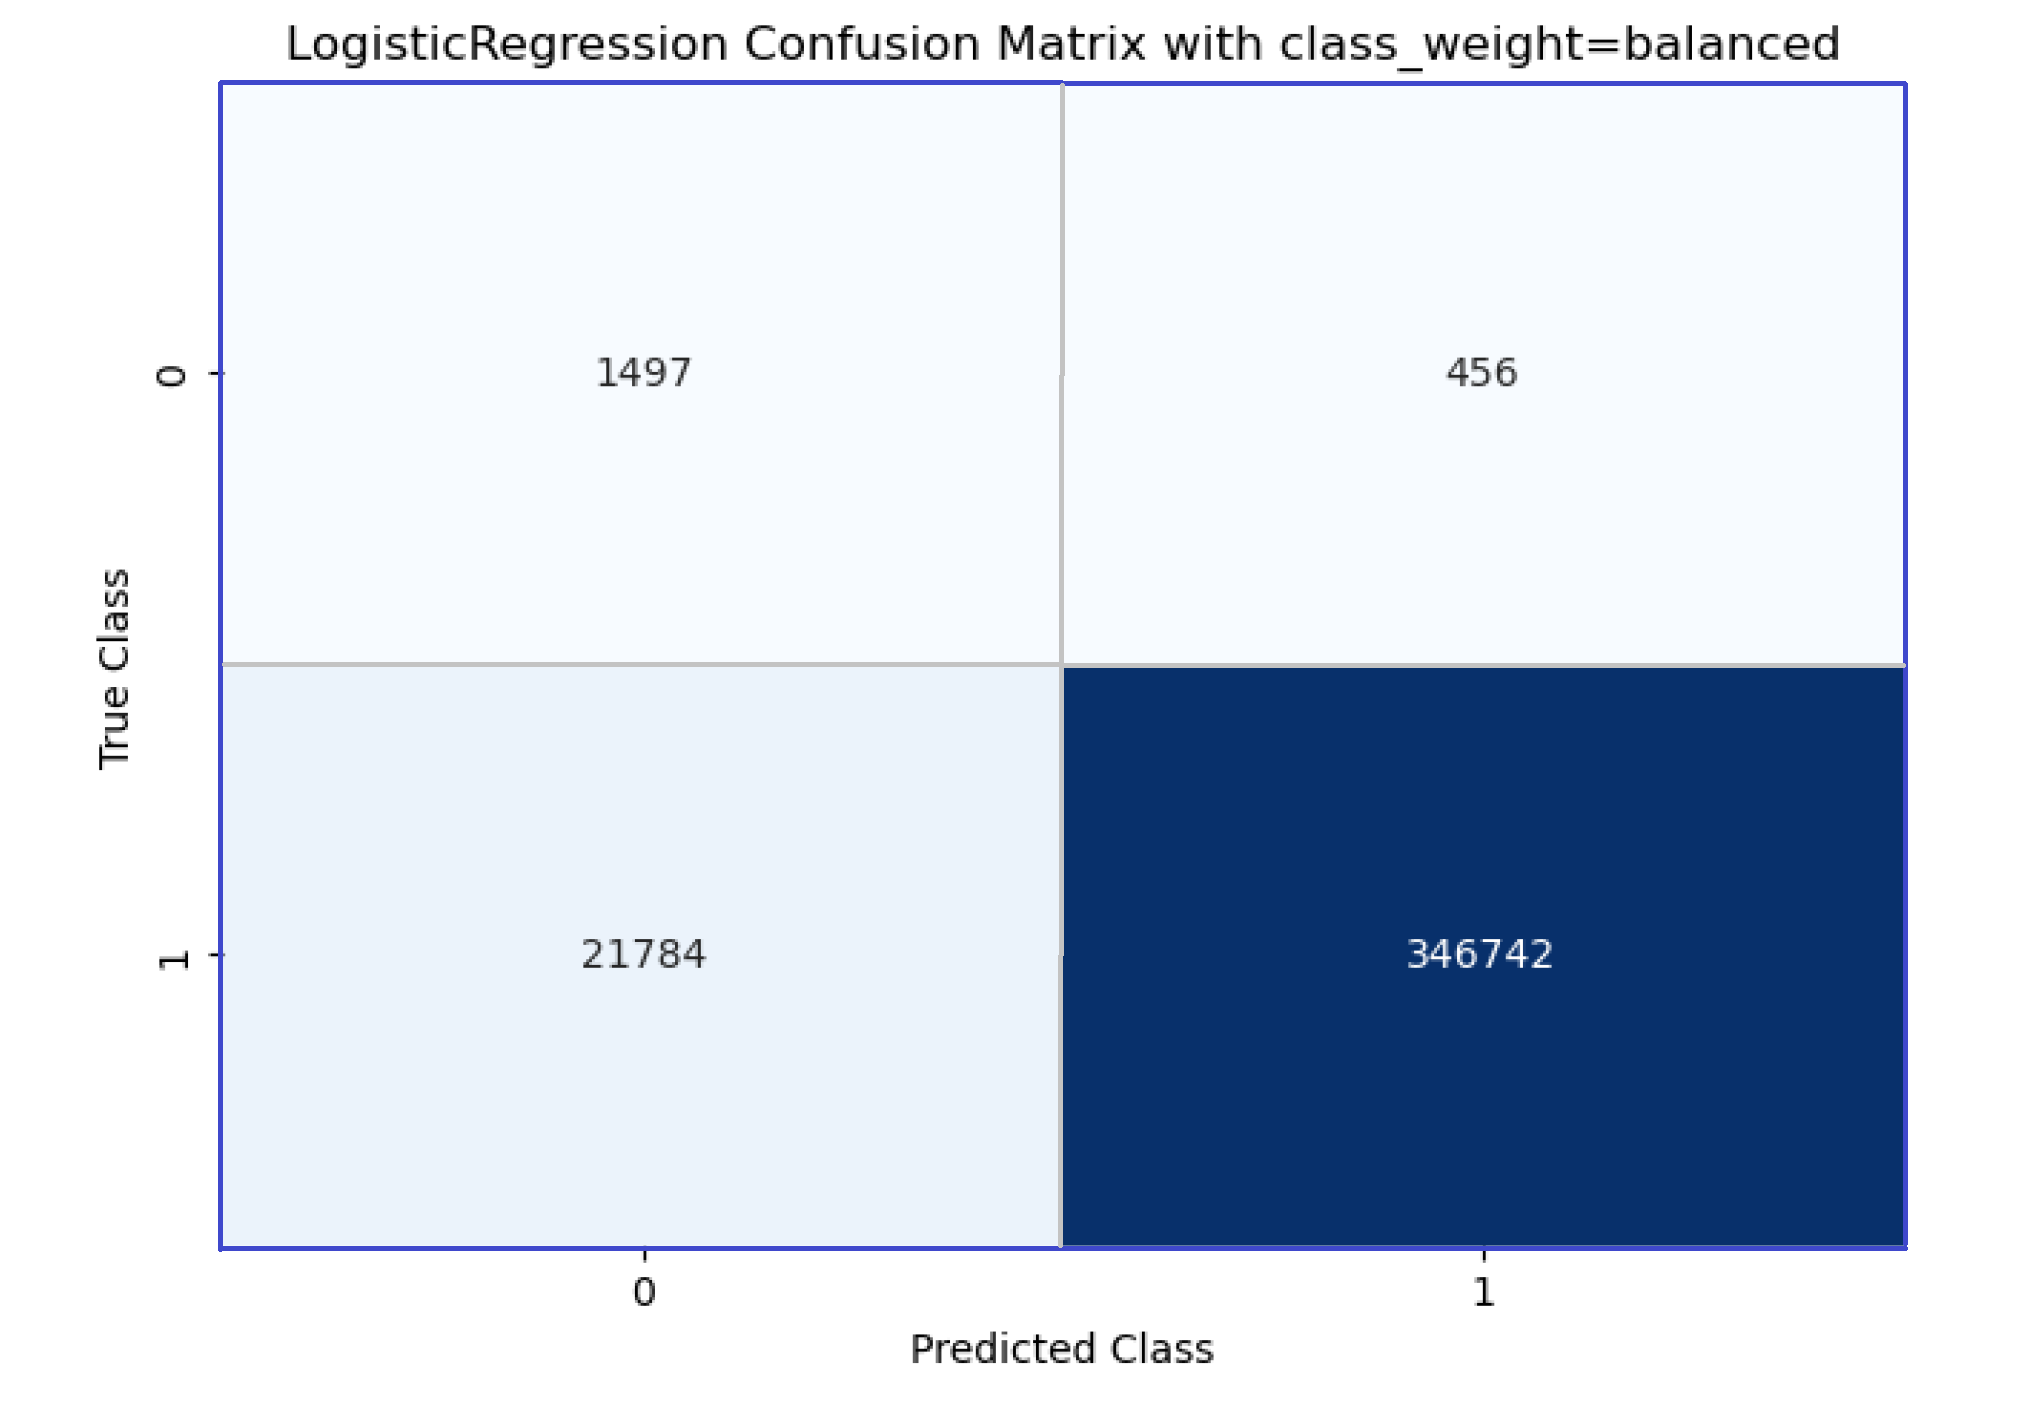 LogisticRegression Confusion Matrix with class_weight=balanced
0
1497
456
True Class
1
21784
346742
0
1
Predicted Class